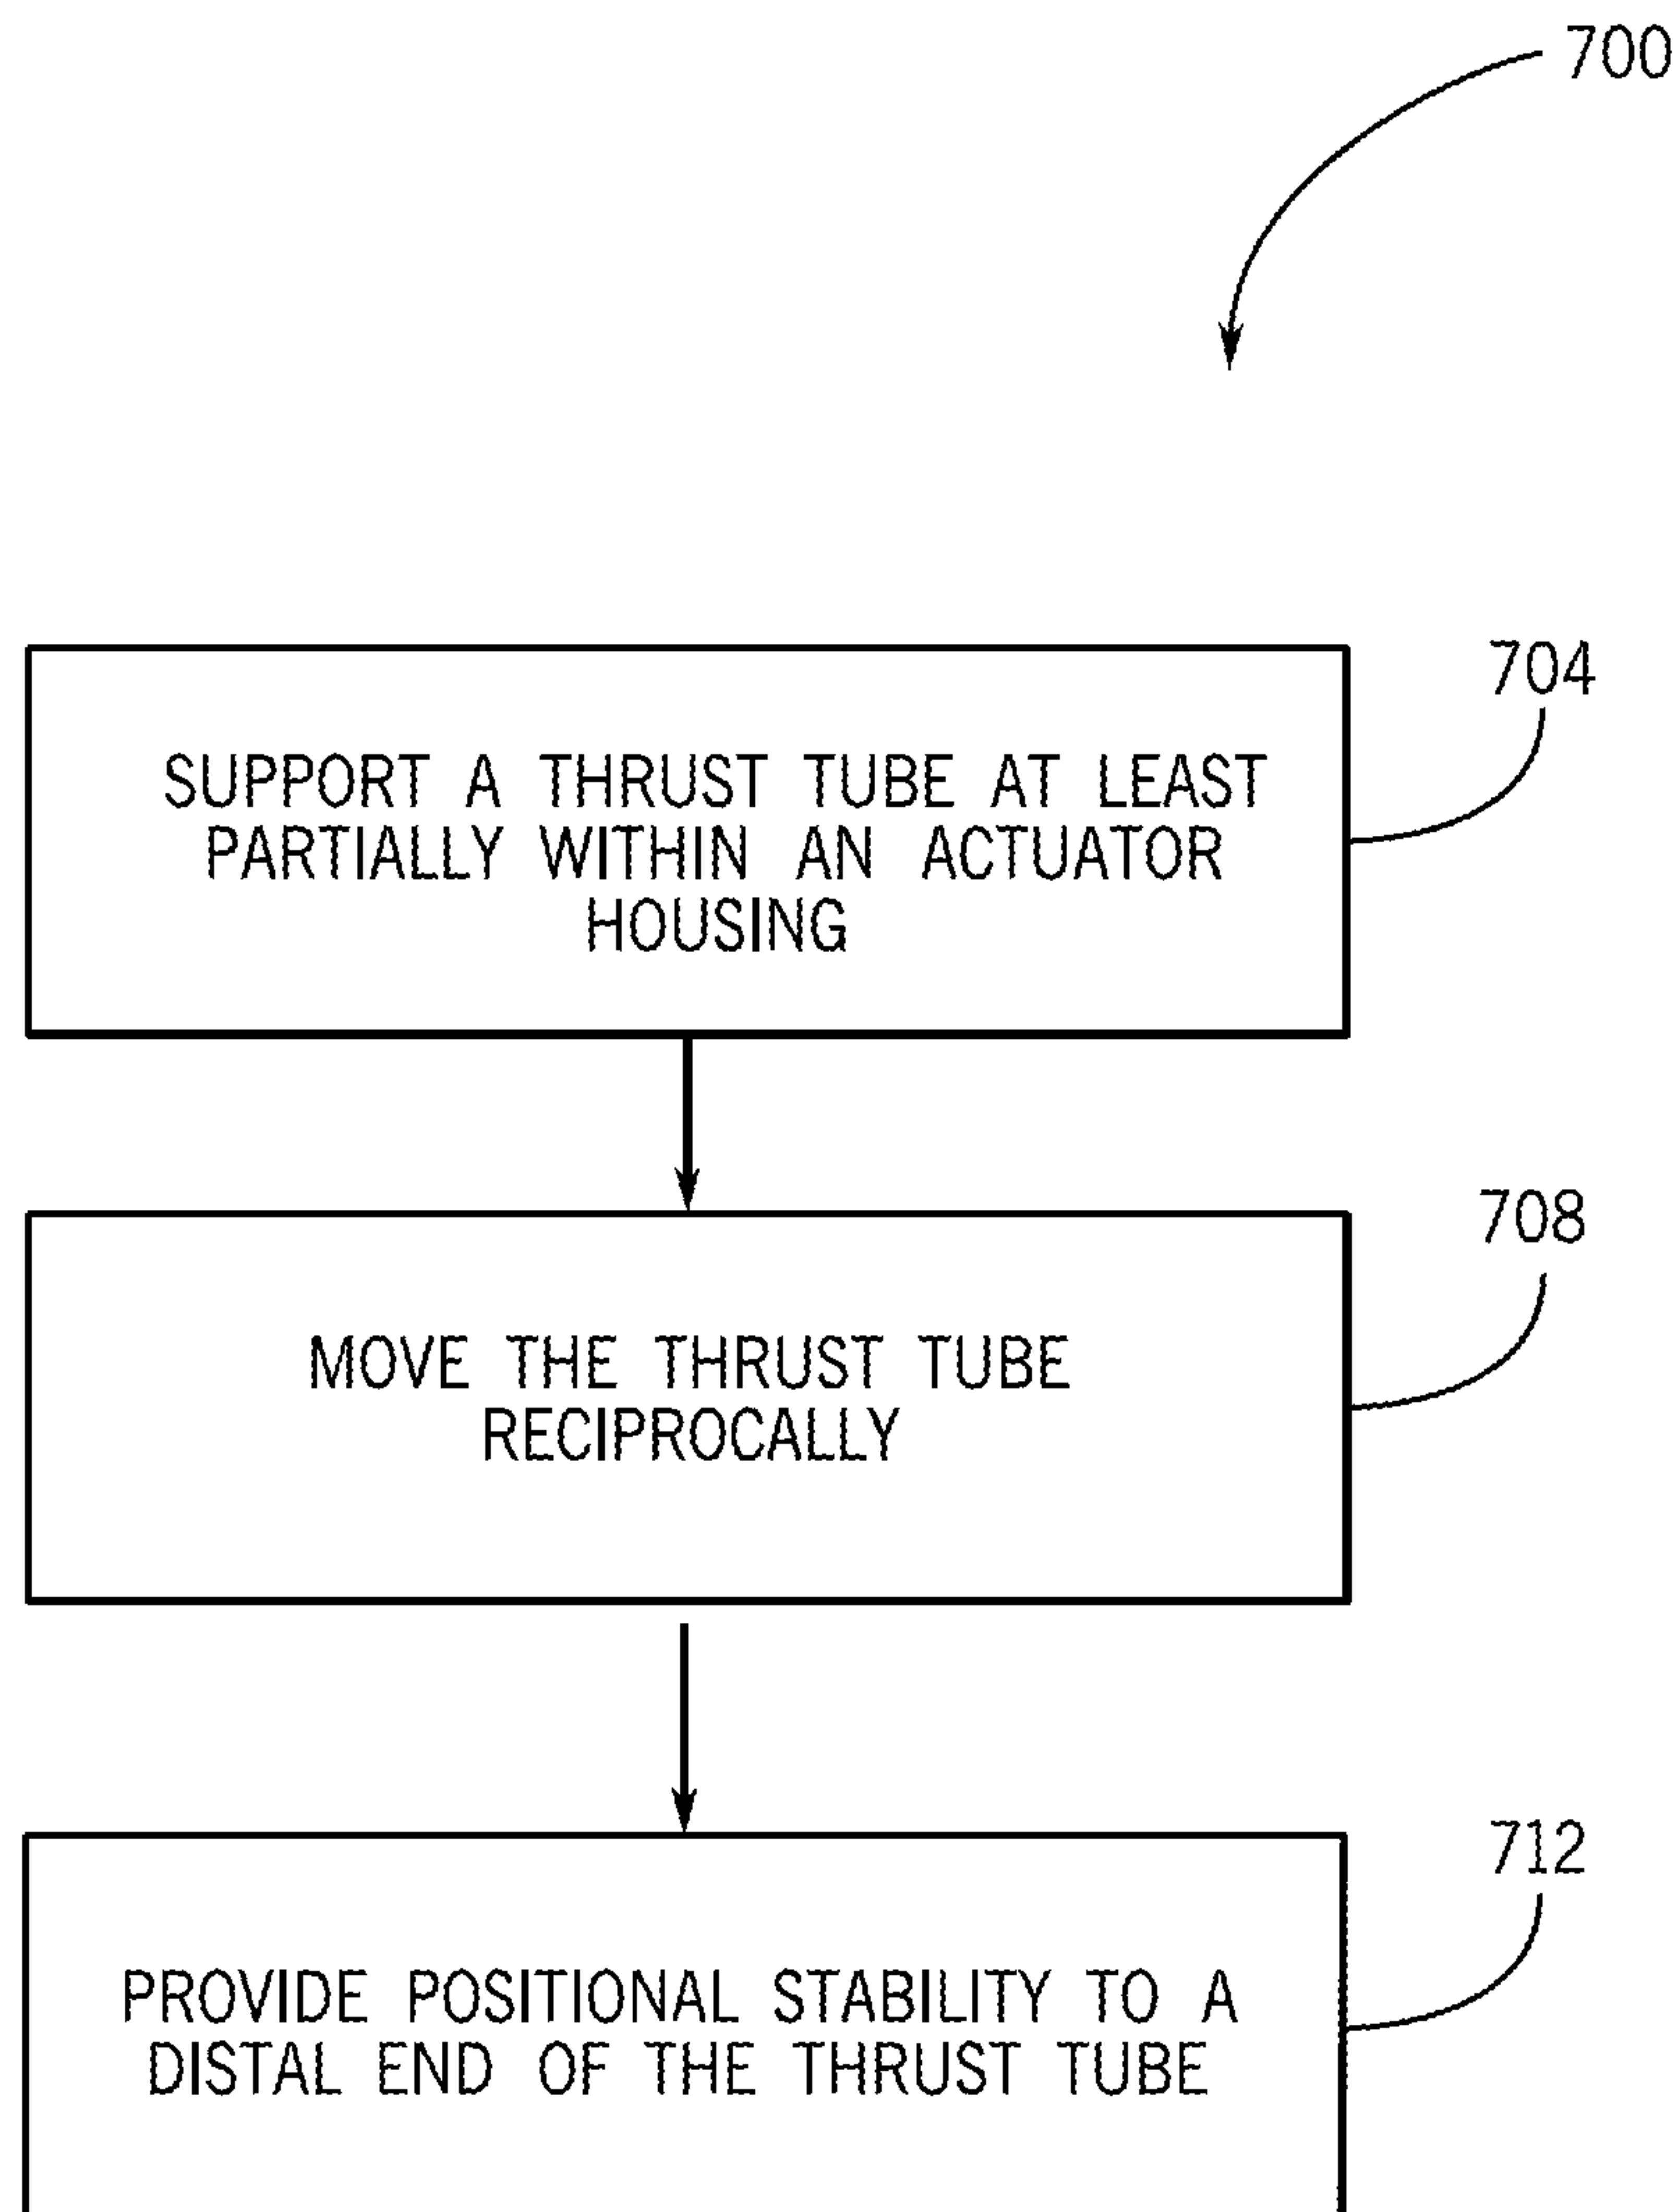 700
704
SUPPORT A THRUST TUBE AT LEAST
PARTIALLY WITHIN AN ACTUATOR
HOUSING
708
MOVE THE THRUST TUBE
RECIPROCALLY
712
PROVIDE POSITIONAL STABILITY TO A
DISTAL END OF THE THRUST TUBE